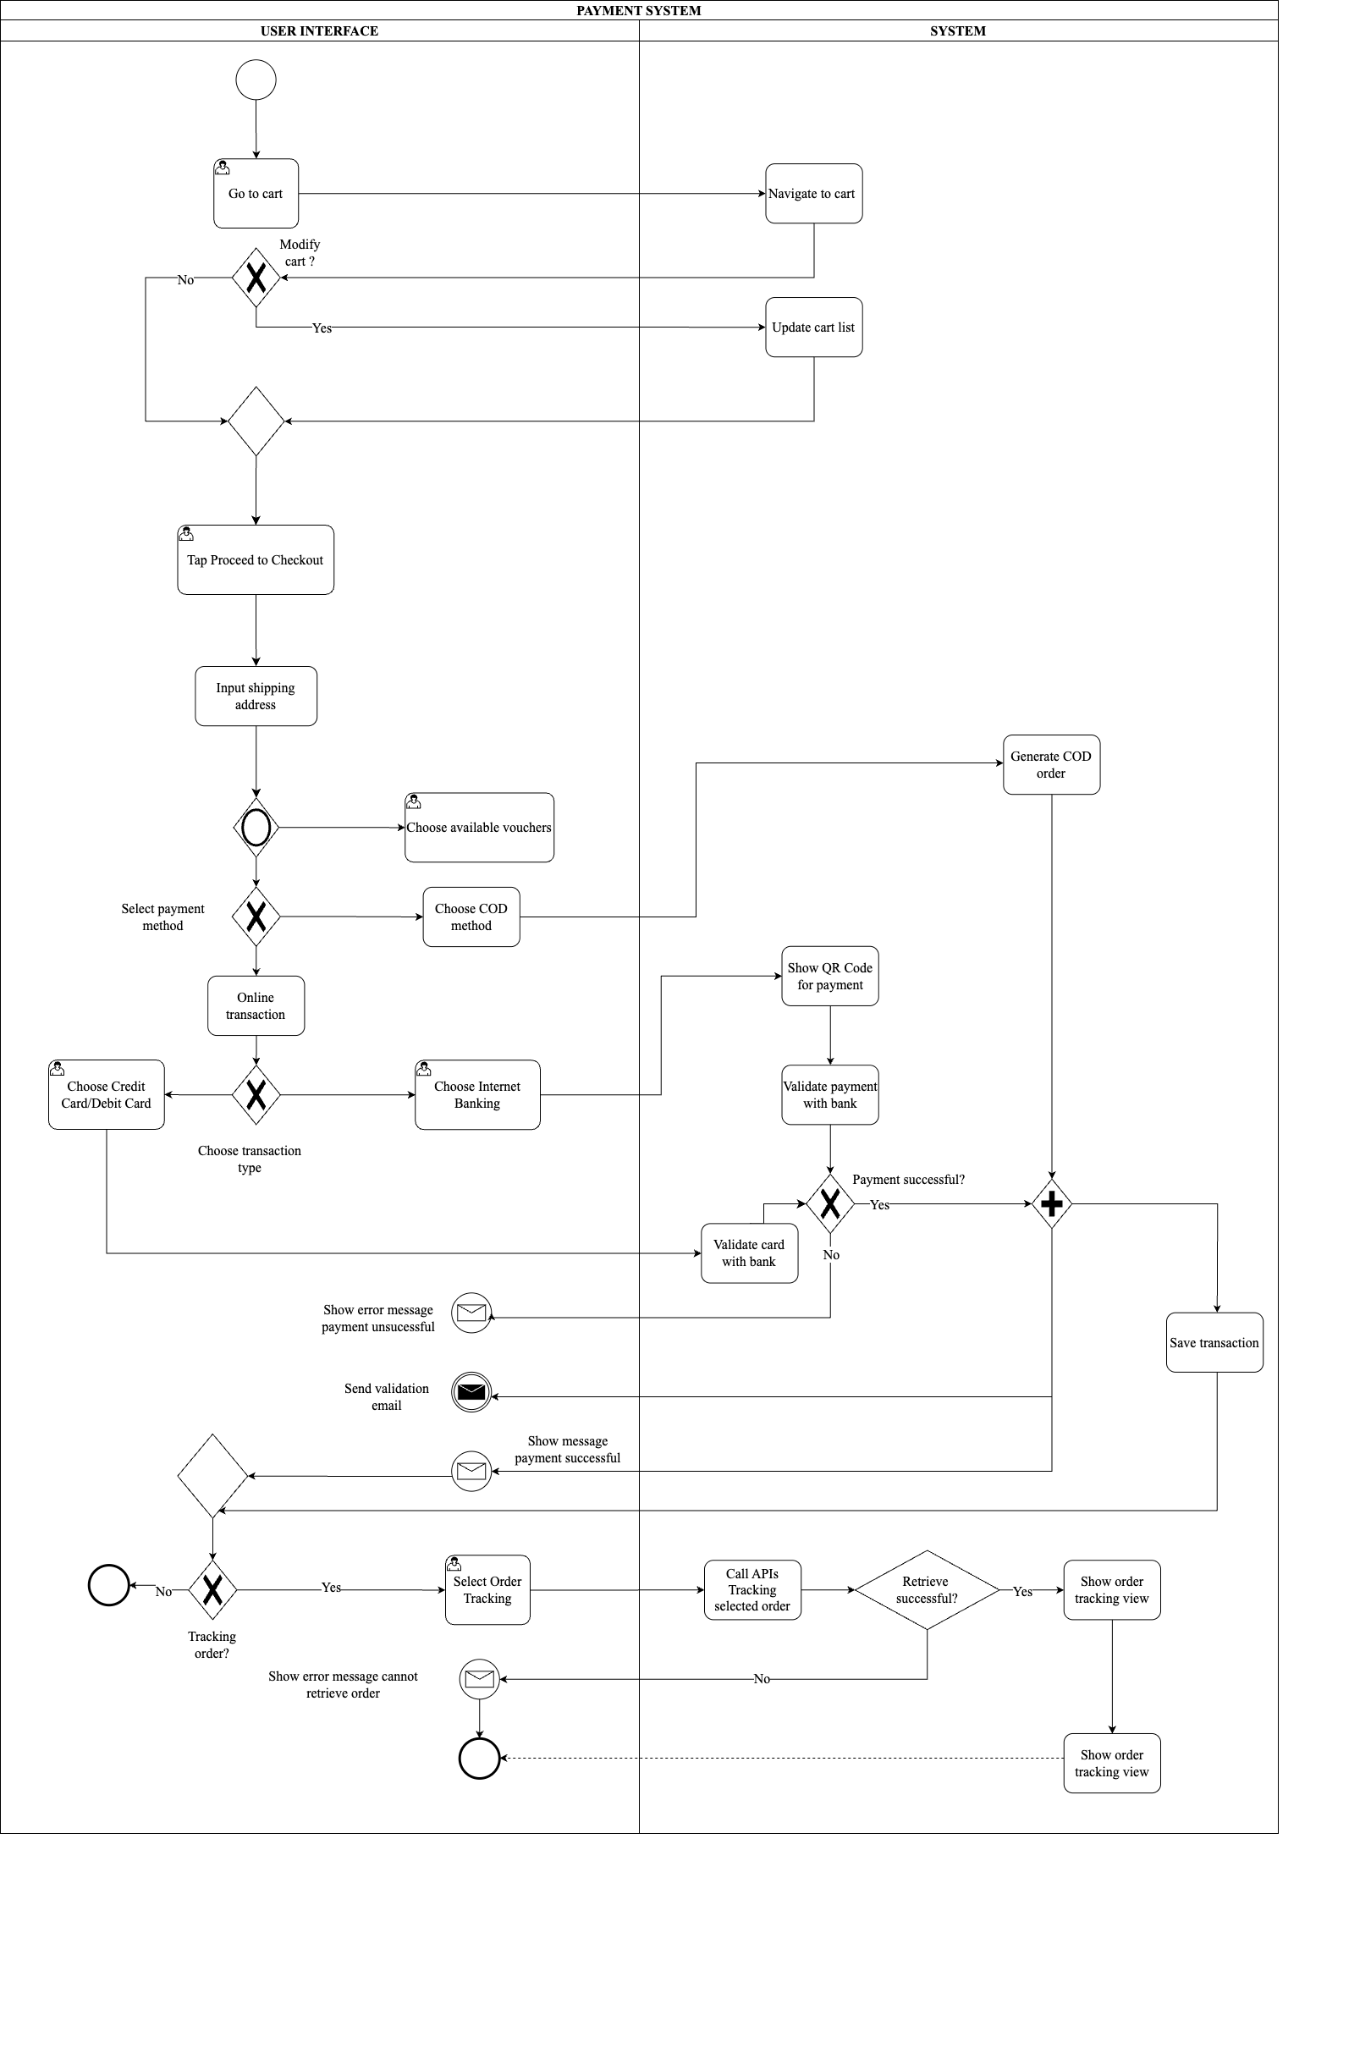 PAYMENT SYSTEM
USER INTERFACE
SYSTEM
Go to cart
Navigate to cart
Modify
cart ?
No
Yes
Update cart list
Tap Proceed to Checkout
Input shipping
address
Generate COD
order
Choose available vouchers
Select payment
method
Choose COD
method
Show QR Code
for payment
Online
transaction
Choose Credit
Card/Debit Card
Choose Internet
Banking
Validate payment
with bank
Choose transaction
type
Payment successful?
Yes
Validate card
with bank
No
Show error message
payment unsucessful
Save transaction
Send validation
email
Show message
payment successful
No
Yes
Select Order
Tracking
Call APIs
Tracking
selected order
Retrieve
successful?
Yes
Show order
tracking view
Tracking
order?
Show error message cannot
retrieve order
No
Show order
tracking view